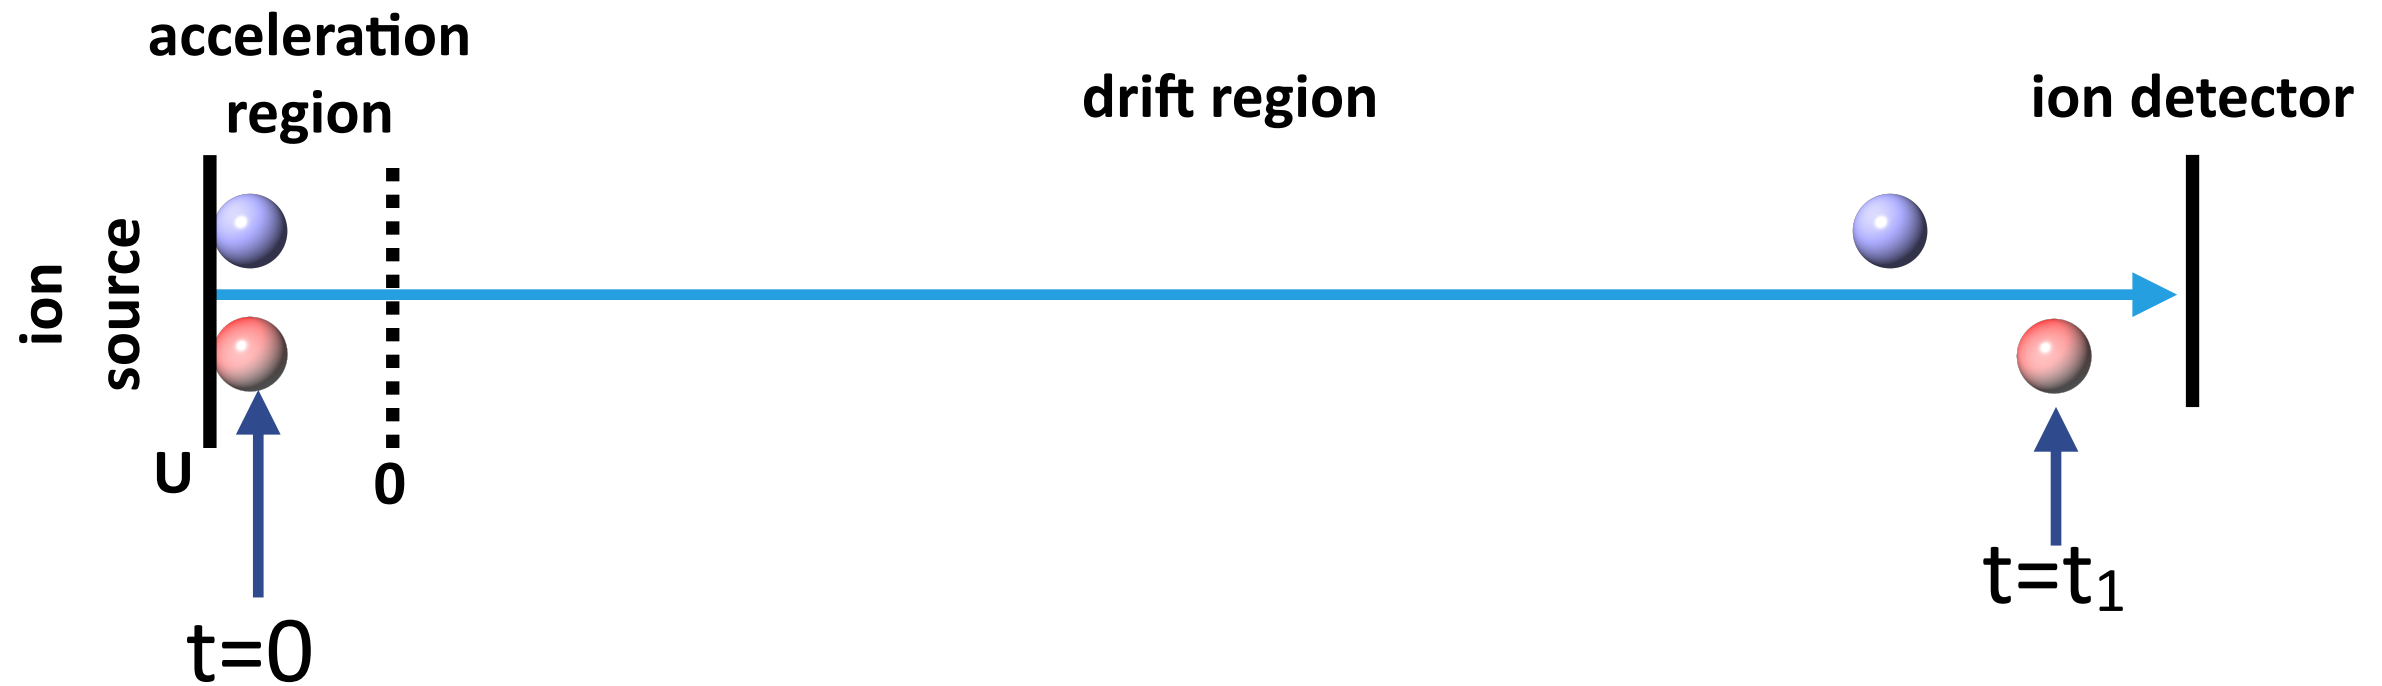 acceleration
region
drift region
ion detector
ion
source
U
0
t=0
t=t₁